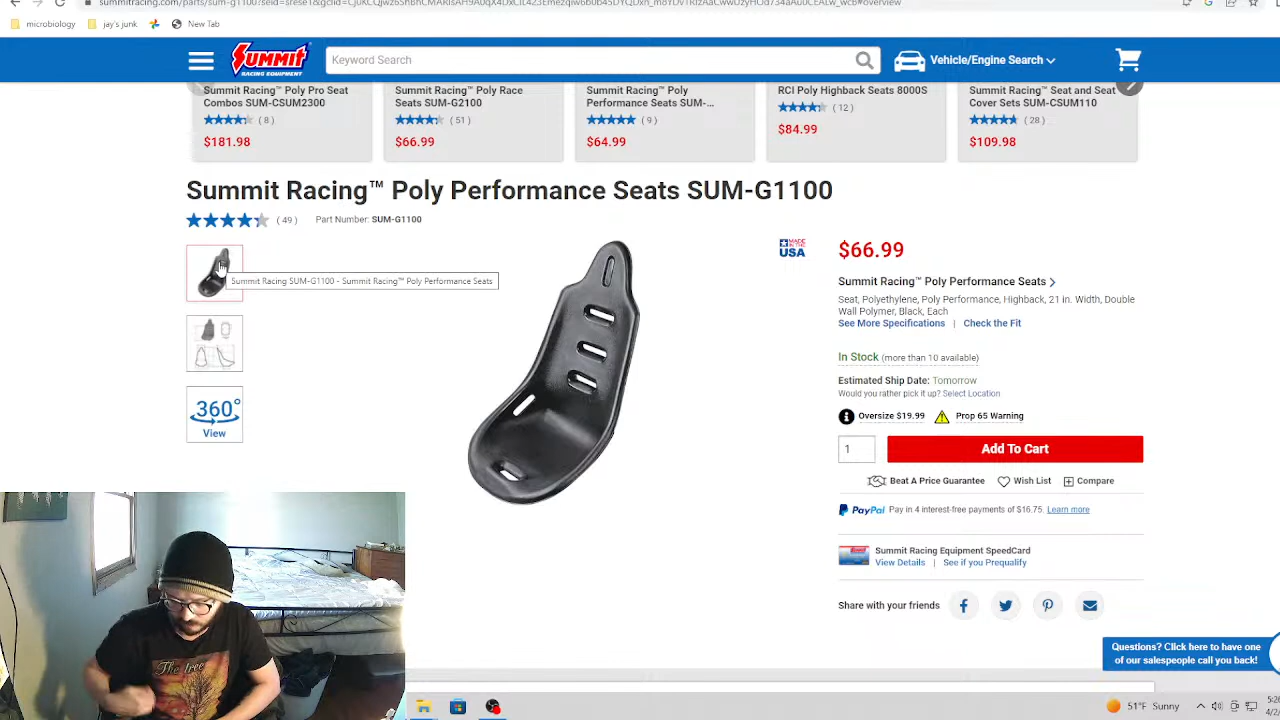 microbiology
jay's junk
New Tab
SUMMIT
RACING EQUIPMENT
Keyword Search
Vehicle/Engine Search
Summit Racing™ Poly Pro Seat
Combos SUM-CSUM2300
( 8 )
$181.98
Summit Racing™ Poly Race
Seats SUM-G2100
( 51 )
$66.99
Summit Racing™ Poly
Performance Seats SUM-...
( 9 )
$64.99
RCI Poly Highback Seats 8000S
( 12 )
$84.99
Summit Racing™ Seat and Seat
Cover Sets SUM-CSUM110
( 28 )
$109.98
Summit Racing™ Poly Performance Seats SUM-G1100
( 49 )
Part Number: SUM-G1100
Summit Racing SUM-G1100 - Summit Racing™ Poly Performance Seats
360°
View
MADE
IN THE
USA
$66.99
Summit Racing™ Poly Performance Seats
Seat, Polyethylene, Poly Performance, Highback, 21 in. Width, Double
Wall Polymer, Black, Each
See More Specifications | Check the Fit
In Stock (more than 10 available)
Estimated Ship Date: Tomorrow
Would you rather pick it up? Select Location
Oversize $19.99
Prop 65 Warning
1
Add To Cart
Beat A Price Guarantee
Wish List
Compare
PayPal Pay in 4 interest-free payments of $16.75. Learn more
Summit Racing Equipment SpeedCard
View Details | See if you Prequalify
Share with your friends
Questions? Click here to have one
of our salespeople call you back!
51°F Sunny